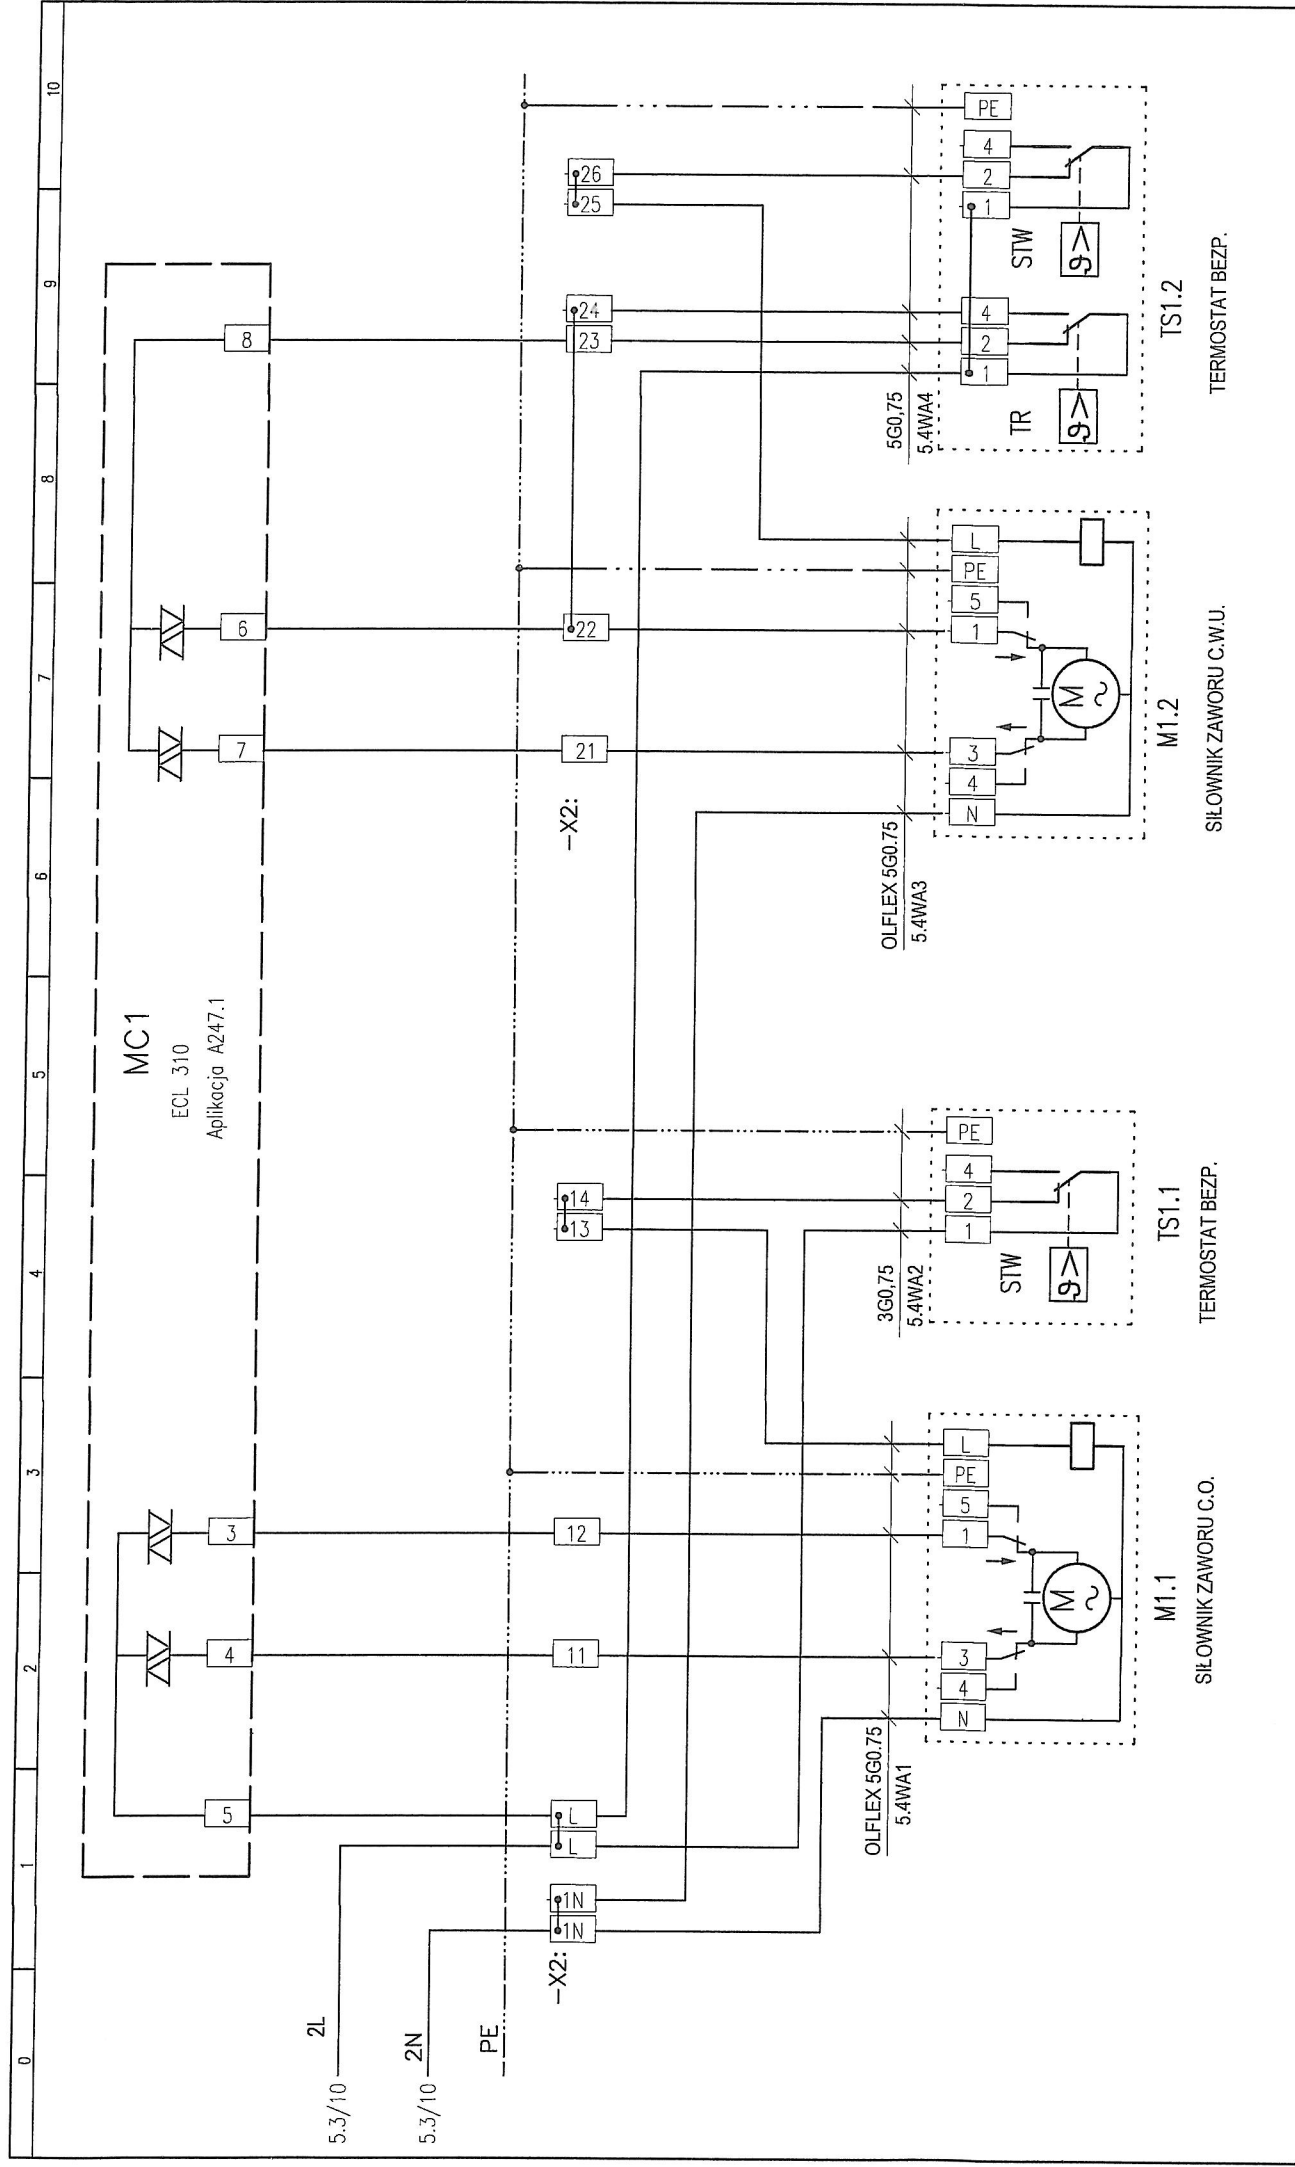 0 1 2 3 4 5 6 7 8 9 10
MC1
ECL 310
Aplikacja A247.1
5 4 3 7 6 8
5.3/10 2L
5.3/10 2N
PE
-X2: 1N 1N L L 11 12 13 14
-X2: 21 22 23 24 25 26
OLFLEX 5G0.75
5.4WA1
3G0,75
5.4WA2
OLFLEX 5G0.75
5.4WA3
5G0,75
5.4WA4
N 4 3 1 5 PE L
1 2 4 PE
N 4 3 1 5 PE L
1 2 4 1 2 4 PE
M
~
STW
ϑ>
M
~
TR
ϑ>
STW
ϑ>
M1.1
SIŁOWNIK ZAWORU C.O.
TS1.1
TERMOSTAT BEZP.
M1.2
SIŁOWNIK ZAWORU C.W.U.
TS1.2
TERMOSTAT BEZP.